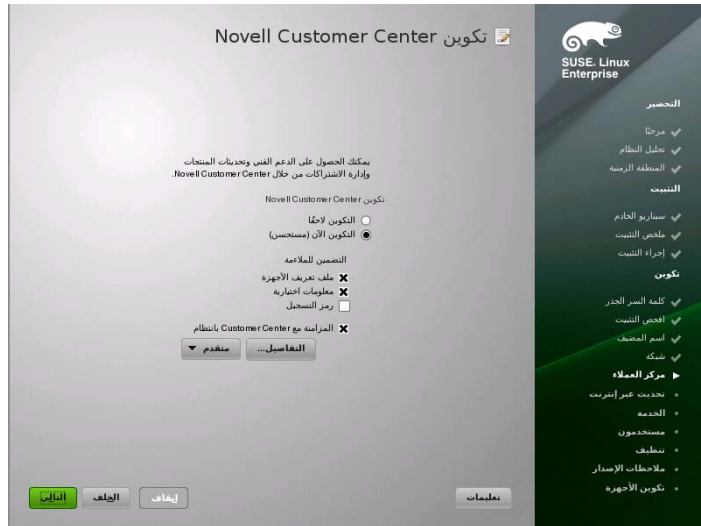 تكوين Novell Customer Center
SUSE. Linux
Enterprise
التحضير
مرحبًا
تحليل النظام
المنطقة الزمنية
التثبيت
سيناريو الخادم
ملخص التثبيت
إجراء التثبيت
تكوين
كلمة السر الجذر
افحص التثبيت
اسم المضيف
شبكة
مركز العملاء
تحديث عبر إنترنت
الخدمة
مستخدمون
تنظيف
ملاحظات الإصدار
تكوين الأجهزة
يمكنك الحصول على الدعم الفني وتحديثات المنتجات
وإدارة الاشتراكات من خلال Novell Customer Center.
تكوين Novell Customer Center
التكوين لاحقًا
التكوين الآن (مستحسن)
التضمين للملاءمة
ملف تعريف الأجهزة
معلومات اختيارية
رمز التسجيل
المزامنة مع Customer Center بانتظام
التفاصيل...
متقدم
تعليمات
إيقاف
الخلف
التالي